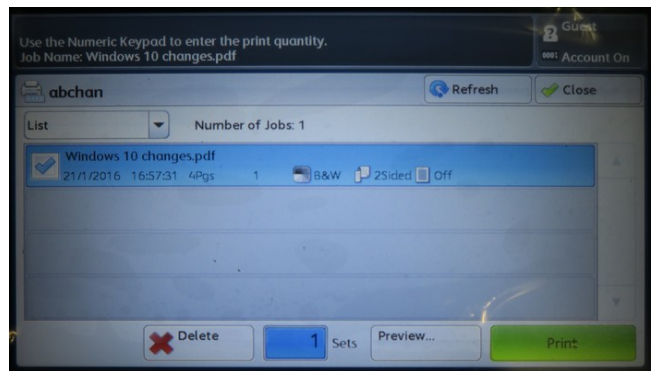 Use the Numeric Keypad to enter the print quantity.
Job Name: Windows 10 changes.pdf
Guest
Account On
abchan
Refresh
Close
List
Number of Jobs: 1
Windows 10 changes.pdf
21/1/2016 16:57:31 4Pgs 1 B&W 2Sided Off
Delete
1 Sets
Preview...
Print